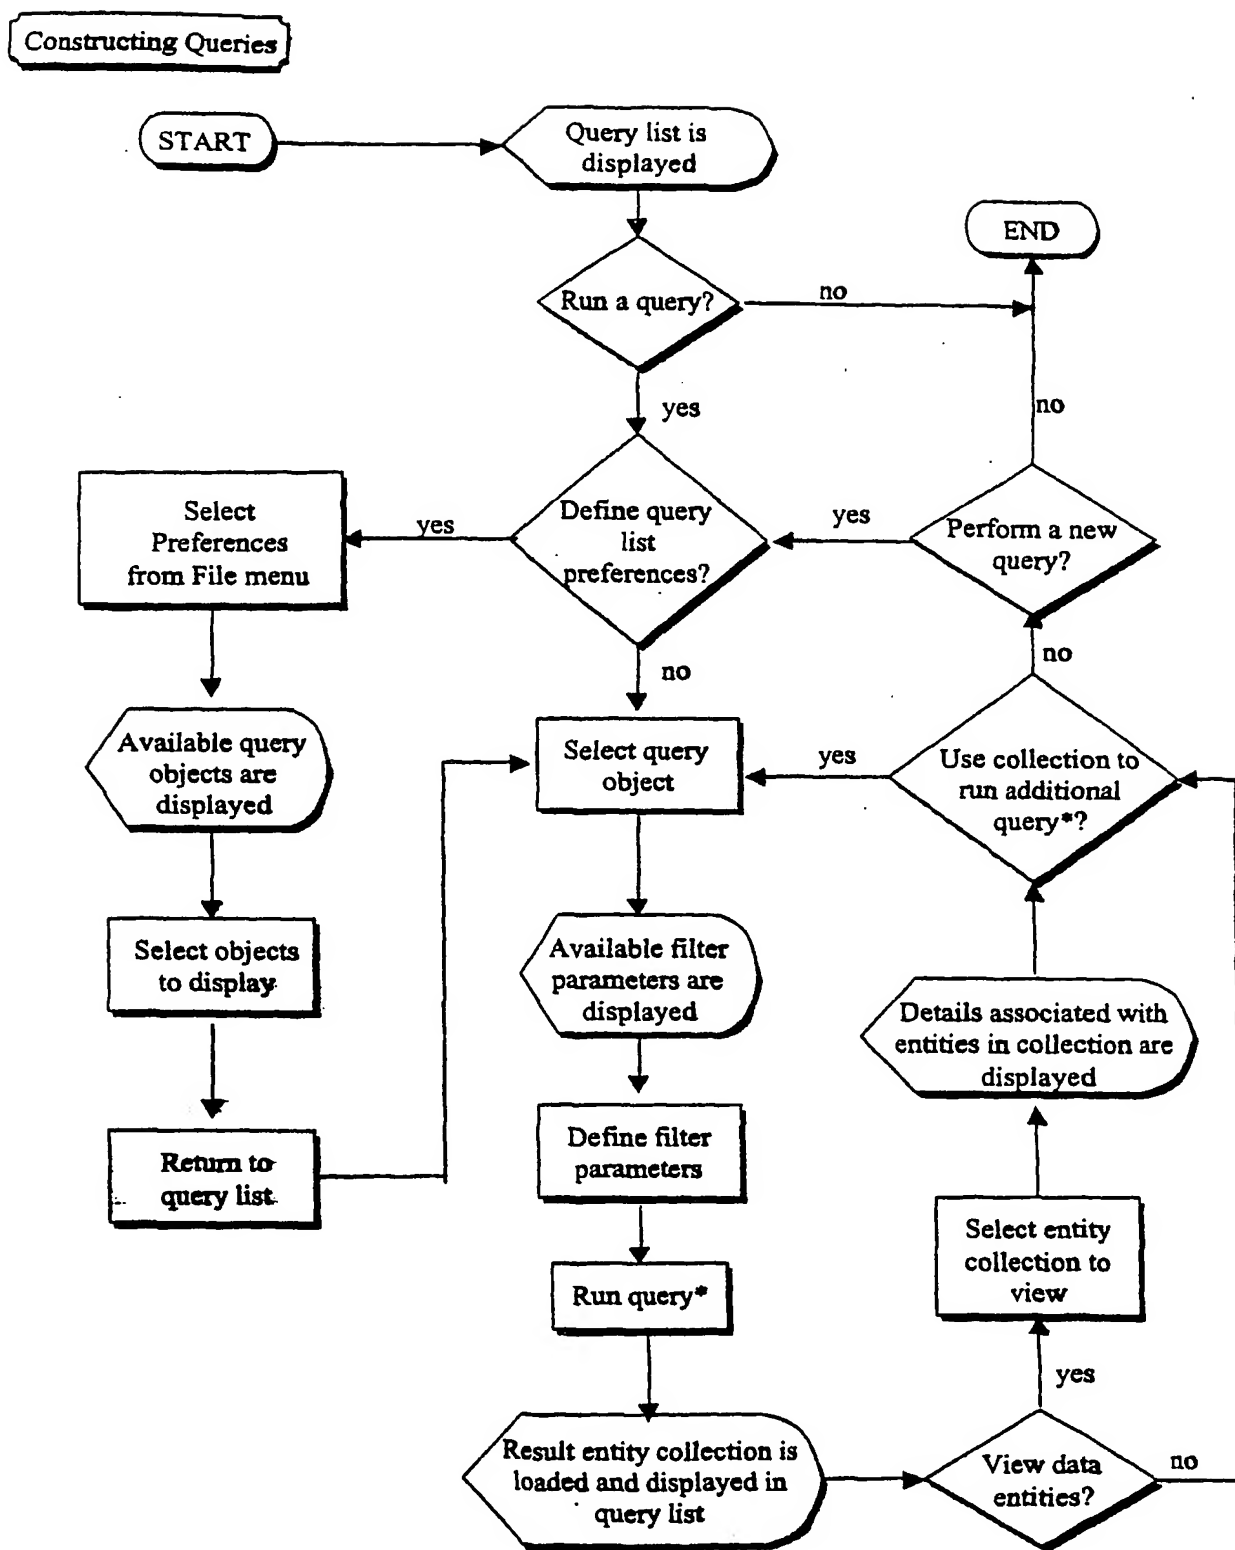 Constructing Queries
START
Query list is
displayed
END
Run a query?
no
yes
no
Select
Preferences
from File menu
yes
Define query
list
preferences?
yes
Perform a new
query?
no
no
Available query
objects are
displayed
Select query
object
yes
Use collection to
run additional
query*?
Select objects
to display
Available filter
parameters are
displayed
Details associated with
entities in collection are
displayed
Return to
query list
Define filter
parameters
Select entity
collection to
view
Run query*
yes
Result entity collection is
loaded and displayed in
query list
View data
entities?
no